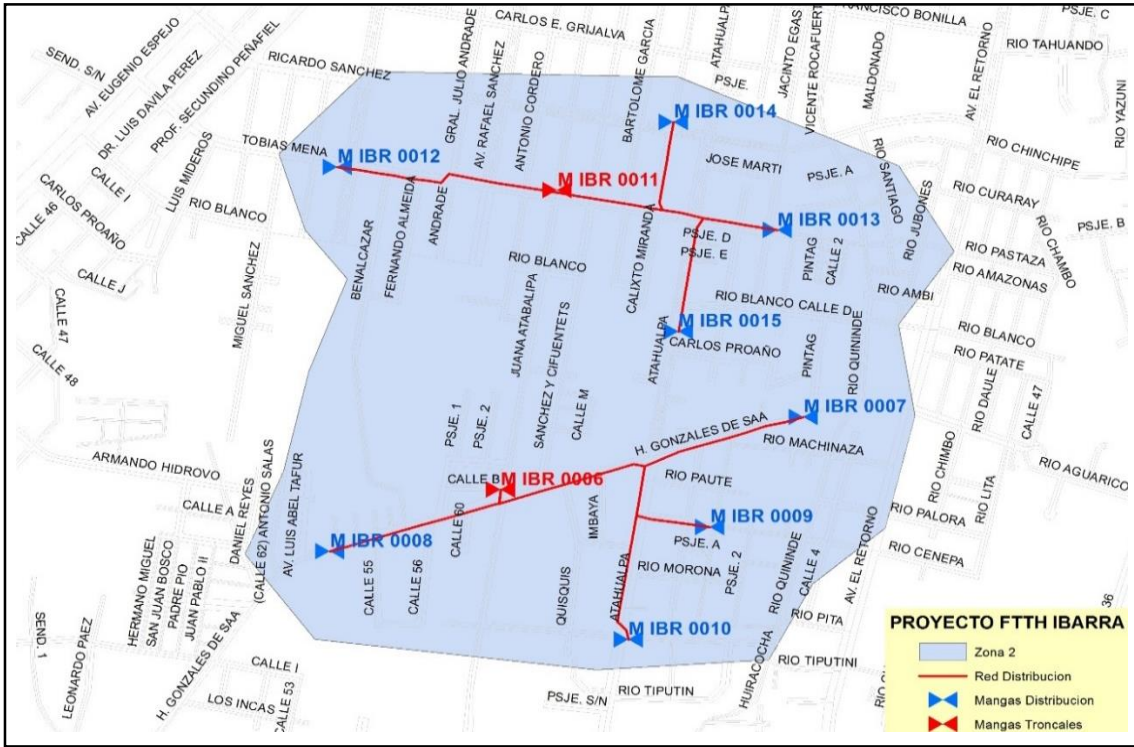 CARLOS E. GRIJALVA
FRANCISCO BONILLA
PSJE. C
RIO TAHUANDO
SEND. S/N
AV. EUGENIO ESPEJO
DR. LUIS DAVILA PEREZ
PROF. SECUNDINO PEÑAFIEL
RICARDO SANCHEZ
GRAL. JULIO ANDRADE
AV. RAFAEL SANCHEZ
ANTONIO CORDERO
BARTOLOME GARCIA
ATAHUALPA
PSJE.
JACINTO EGAS
VICENTE ROCAFUERT
MALDONADO
AV. EL RETORNO
RIO YAZUNI
M IBR 0014
TOBIAS MENA
M IBR 0012
M IBR 0011
JOSE MARTI
PSJE. A
RIO SANTIAGO
RIO CHINCHIPE
CALLE I
LUIS MIDEROS
CARLOS PROAÑO
CALLE 46
RIO BLANCO
BENALCAZAR
FERNANDO ALMEIDA
ANDRADE
CALIXTO MIRANDA
M IBR 0013
PSJE. D
PSJE. E
PINTAG
CALLE 2
RIO JUBONES
RIO CURARAY
RIO CHAMBO
PSJE. B
RIO PASTAZA
RIO AMAZONAS
RIO BLANCO
CALLE J
CALLE 47
CALLE 48
MIGUEL SANCHEZ
JUANA ATABALIPA
SANCHEZ Y CIFUENTETS
CALLE M
ATAHUALPA
RIO BLANCO CALLE D
RIO AMBI
M IBR 0015
CARLOS PROAÑO
PINTAG
RIO QUININDE
RIO BLANCO
RIO PATATE
RIO DAULE
CALLE 47
M IBR 0007
PSJE. 1
PSJE. 2
H. GONZALES DE SAA
RIO MACHINAZA
ARMANDO HIDROVO
CALLE B
M IBR 0006
RIO PAUTE
RIO CHIMBO
RIO LITA
RIO AGUARICO
CALLE A
DANIEL REYES
(CALLE 62) ANTONIO SALAS
AV. LUIS ABEL TAFUR
M IBR 0008
CALLE 60
IMBAYA
M IBR 0009
PSJE. A
RIO PALORA
RIO CENEPA
HERMANO MIGUEL
SAN JUAN BOSCO
PADRE PIO
JUAN PABLO II
CALLE 55
CALLE 56
QUISQUIS
ATAHUALPA
RIO MORONA
PSJE. 2
RIO QUININDE
CALLE 4
AV. EL RETORNO
36
SEND. 1
LEONARDO PAEZ
H. GONZALES DE SAA
M IBR 0010
RIO PITA
CALLE I
LOS INCAS
CALLE 53
PSJE. S/N
RIO TIPUTIN
HUIRACOCHA
RIO TIPUTINI
PROYECTO FTTH IBARRA
Zona 2
Red Distribucion
Mangas Distribucion
Mangas Troncales